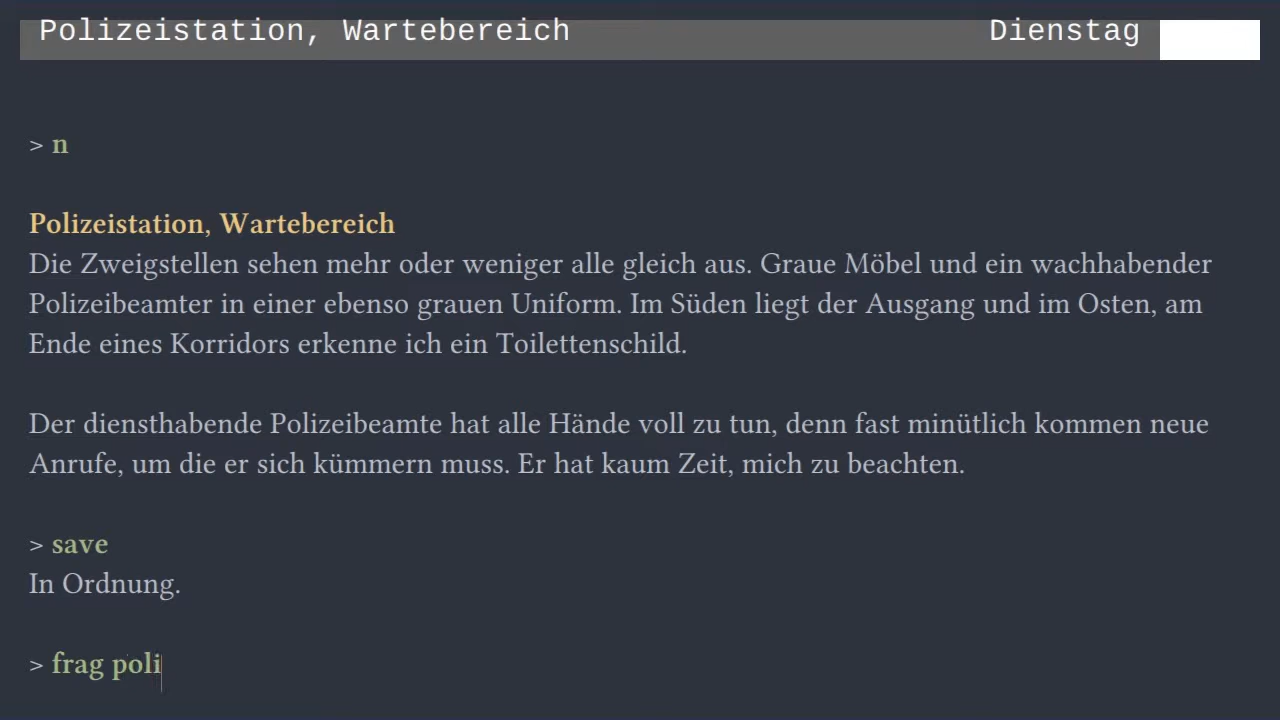 Polizeistation, Wartebereich Dienstag
> n
Polizeistation, Wartebereich
Die Zweigstellen sehen mehr oder weniger alle gleich aus. Graue Möbel und ein wachhabender
Polizeibeamter in einer ebenso grauen Uniform. Im Süden liegt der Ausgang und im Osten, am
Ende eines Korridors erkenne ich ein Toilettenschild.
Der diensthabende Polizeibeamte hat alle Hände voll zu tun, denn fast minütlich kommen neue
Anrufe, um die er sich kümmern muss. Er hat kaum Zeit, mich zu beachten.
> save
In Ordnung.
> frag poli